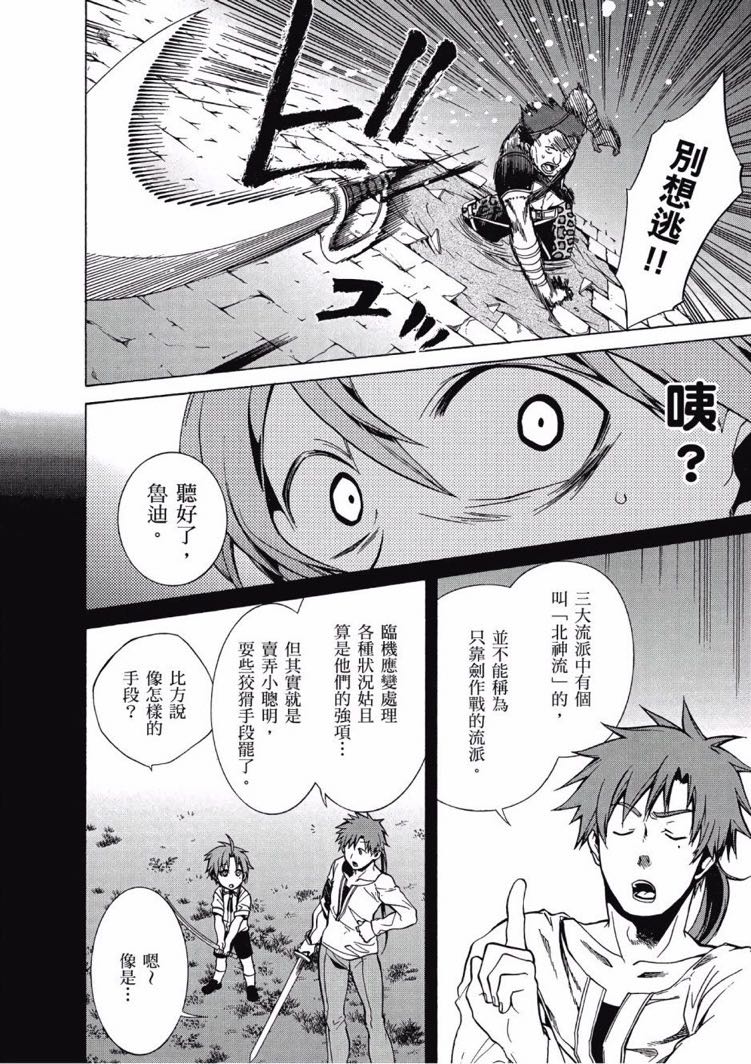 別想逃!!
ビ"
ユ"
咦?
聽好了，
魯迪。
三大流派中有個
叫「北神流」的，
並不能稱為
只靠劍作戰的流派。
臨機應變處理
各種狀況姑且
算是他們的強項…
但其實就是
賣弄小聰明，
耍些狡猾手段罷了。
比方說
像怎樣的
手段？
嗯～
像是…